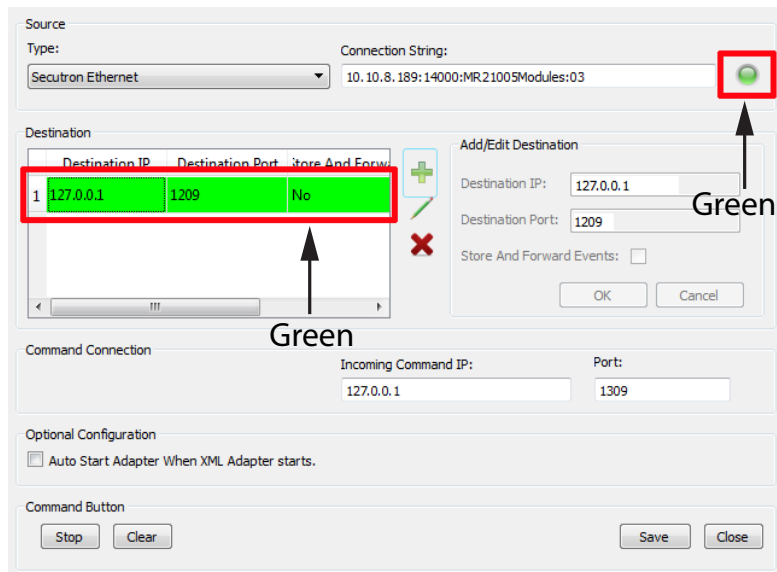 Source
Type:
Connection String:
Secutron Ethernet
10.10.8.189:14000:MR21005Modules:03
Green
Destination
Destination IP
Destination Port
Store And Forwa
1
127.0.0.1
1209
No
Green
Add/Edit Destination
Destination IP:
127.0.0.1
Destination Port:
1209
Store And Forward Events:
OK
Cancel
Command Connection
Incoming Command IP:
127.0.0.1
Port:
1309
Optional Configuration
Auto Start Adapter When XML Adapter starts.
Command Button
Stop
Clear
Save
Close